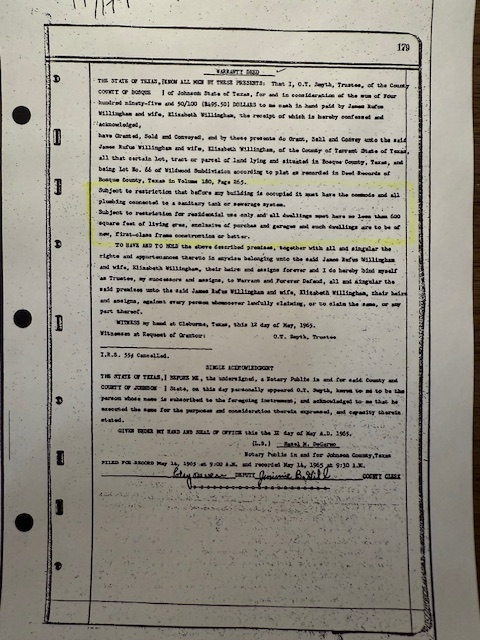 179
WARRANTY DEED
THE STATE OF TEXAS,]KNOW ALL MEN BY THESE PRESENTS: That I, O.T. Smyth, Trustee, of the County
COUNTY OF BOSQUE ] of Johnson State of Texas, for and in consideration of the sum of Four
hundred ninety-five and 50/100 ($495.50) DOLLARS to me cash in hand paid by James Rufus
Willingham and wife, Elizabeth Willingham, the receipt of which is hereby confessed and
acknowledged,
have Granted, Sold and Conveyed, and by these presents do Grant, Sell and Convey unto the said
James Rufus Willingham and wife, Elizabeth Willingham, of the County of Tarrant State of Texas,
all that certain lot, tract or parcel of land lying and situated in Bosque County, Texas, and
being Lot No. 66 of Wildwood Subdivision according to plat as recorded in Deed Records of
Bosque County, Texas in Volume 180, Page 265.
Subject to restriction that before any building is occupied it must have the commode and all
plumbing connected to a sanitary tank or sewerage system.
Subject to restriction for residential use only and all dwellings must have no less than 600
square feet of living area, exclusive of porches and garages and such dwellings are to be of
new, first-class frame construction or better.
TO HAVE AND TO HOLD the above described premises, together with all and singular the
rights and appurtenances thereto in anywise belonging unto the said James Rufus Willingham
and wife, Elizabeth Willingham, their heirs and assigns forever and I do hereby bind myself
as Trustee, my successors and assigns, to Warrant and Forever Defend, all and singular the
said premises unto the said James Rufus Willingham and wife, Elizabeth Willingham, their heirs
and assigns, against every person whomsoever lawfully claiming, or to claim the same, or any
part thereof.
WITNESS my hand at Cleburne, Texas, this 12 day of May, 1965.
Witnesses at Request of Grantor: O.T. Smyth, Trustee
I.R.S. 55¢ Cancelled.
SINGLE ACKNOWLEDGMENT
THE STATE OF TEXAS,] BEFORE ME, the undersigned, a Notary Public in and for said County and
COUNTY OF JOHNSON ] State, on this day personally appeared O.T. Smyth, known to me to be the
person whose name is subscribed to the foregoing instrument, and acknowledged to me that he
executed the same for the purposes and consideration therein expressed, and capacity therein
stated.
GIVEN UNDER MY HAND AND SEAL OF OFFICE this the 12 day of May A.D. 1965.
(L.S.) Hazel M. DeCarmo
Notary Public in and for Johnson County, Texas
FILED FOR RECORD May 14, 1965 at 9:00 A.M. and recorded May 14, 1965 at 9:30 A.M.
DEPUTY COUNTY CLERK